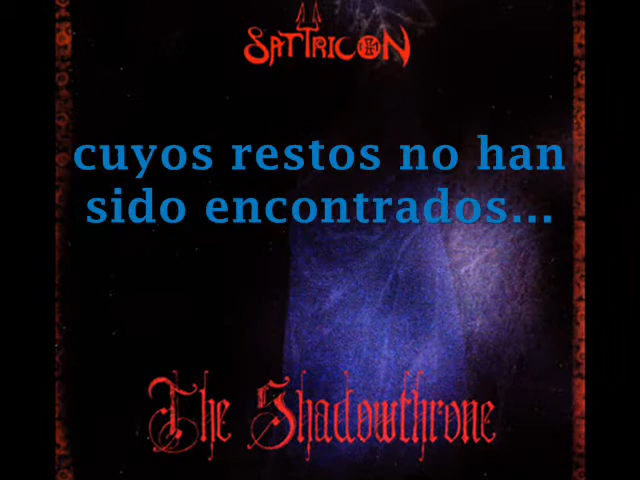 SATYRICON
cuyos restos no han
sido encontrados...
The Shadowthrone